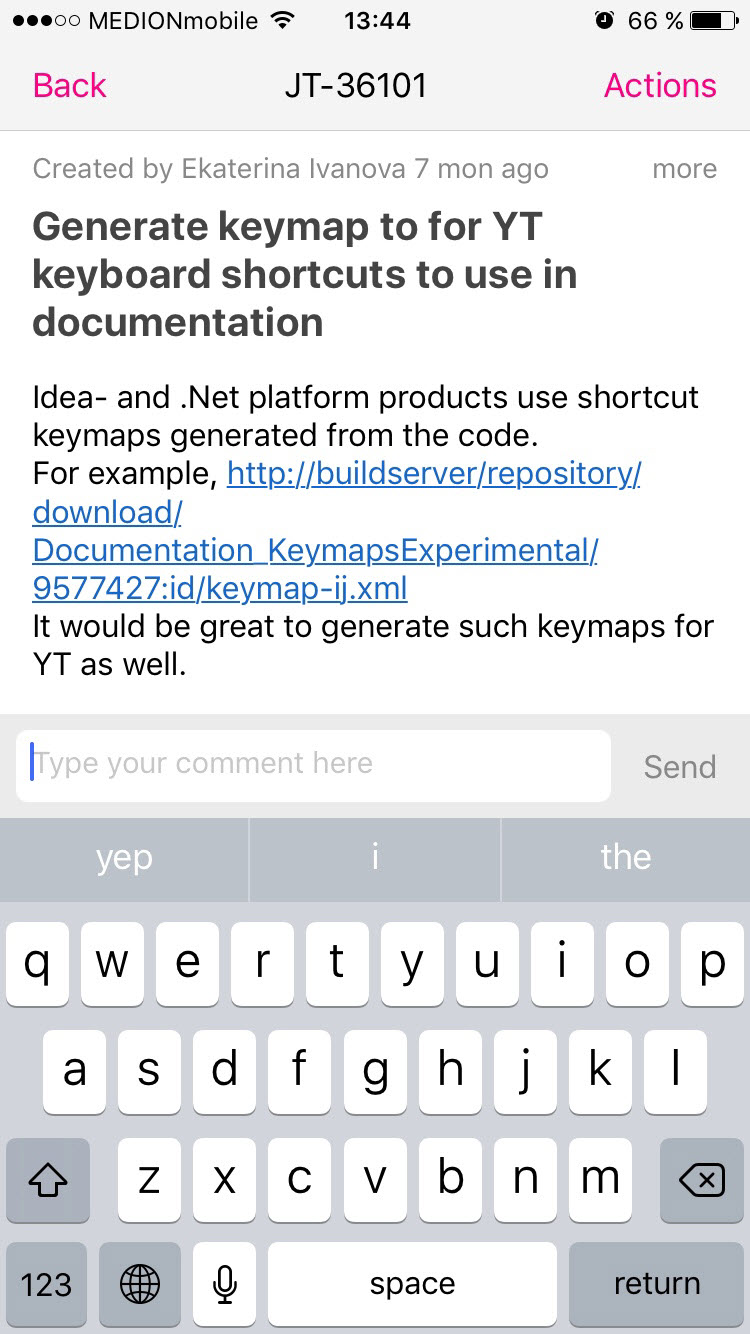 MEDIONmobile 13:44 66 %
Back JT-36101 Actions
Created by Ekaterina Ivanova 7 mon ago more
Generate keymap to for YT
keyboard shortcuts to use in
documentation
Idea- and .Net platform products use shortcut
keymaps generated from the code.
For example, http://buildserver/repository/
download/
Documentation_KeymapsExperimental/
9577427:id/keymap-ij.xml
It would be great to generate such keymaps for
YT as well.
Type your comment here Send
yep i the
q w e r t y u i o p
a s d f g h j k l
z x c v b n m
123 space return